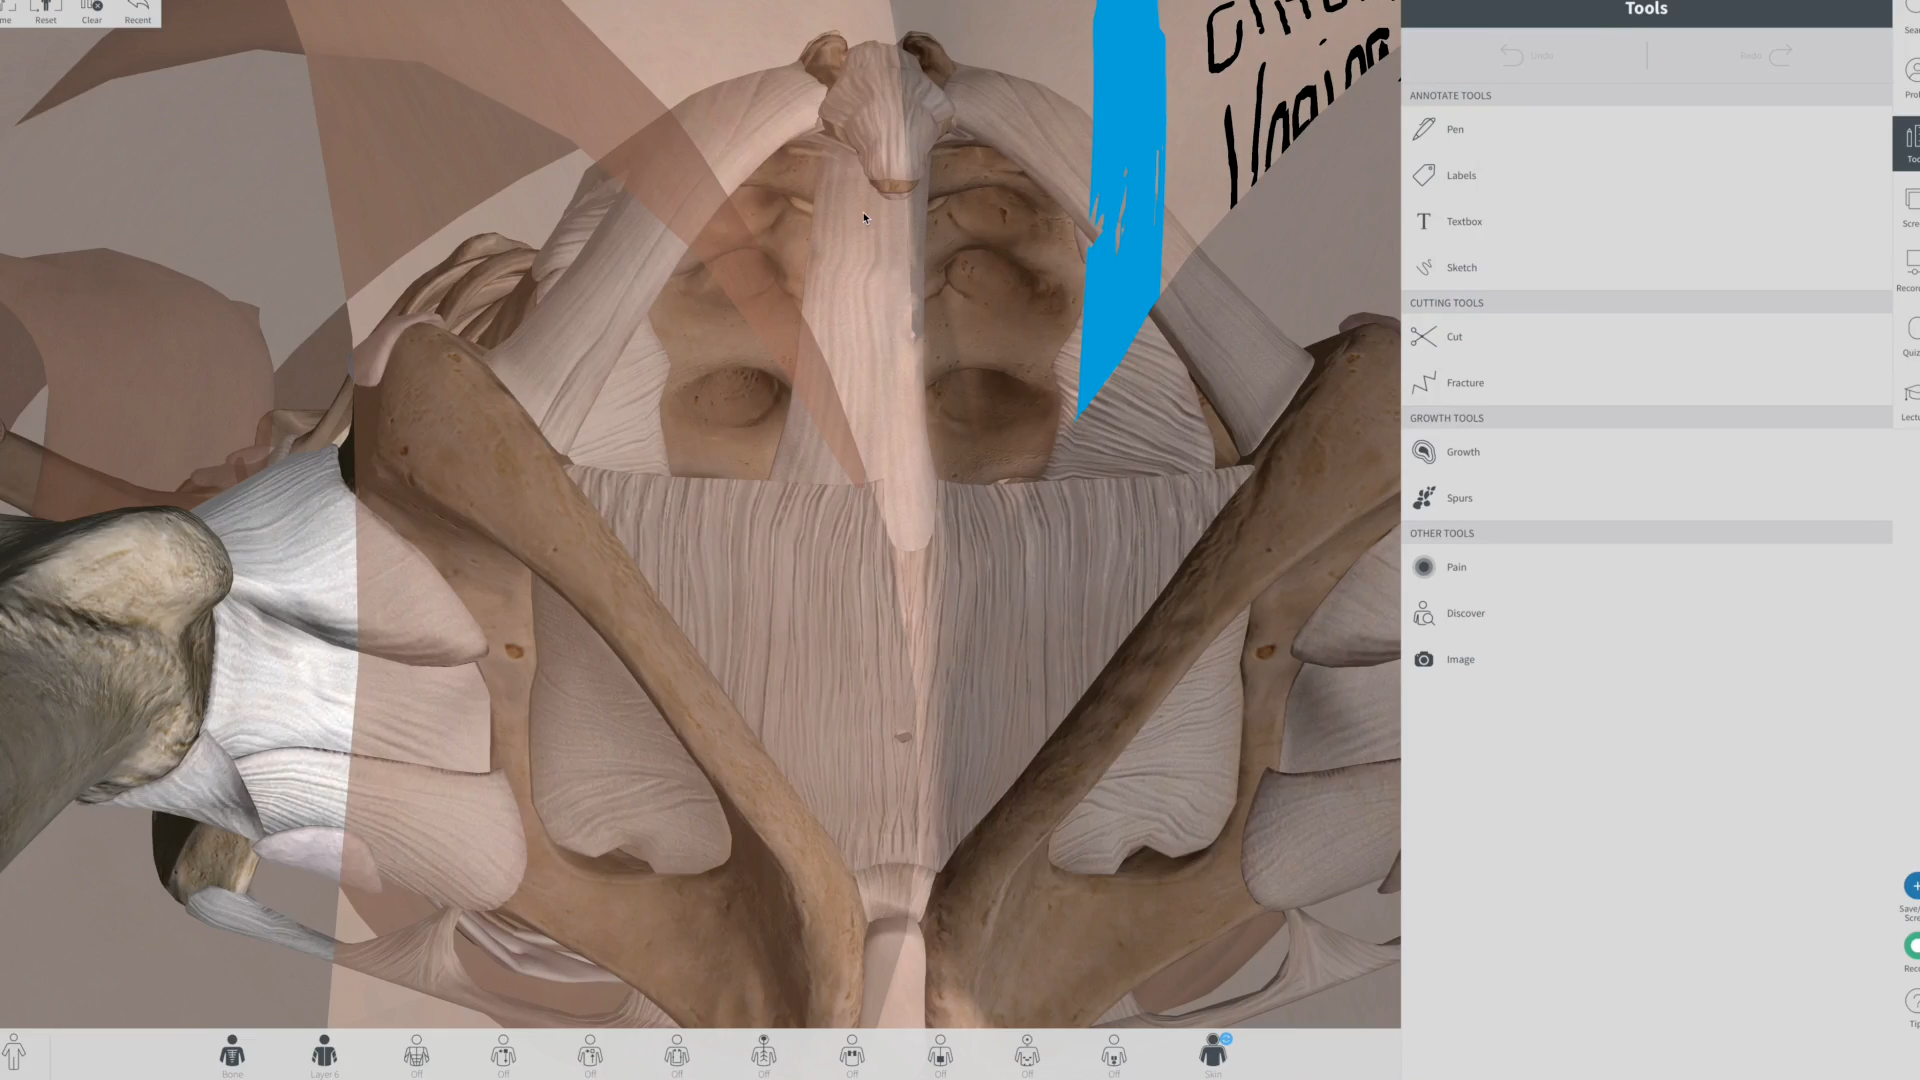 Reset
Clear
Recent
Tools
Undo
Redo
ANNOTATE TOOLS
Pen
Labels
Textbox
Sketch
CUTTING TOOLS
Cut
Fracture
GROWTH TOOLS
Growth
Spurs
OTHER TOOLS
Pain
Discover
Image
Bone
Layer 6
Off
Off
Off
Off
Off
Off
Off
Off
Off
Skin